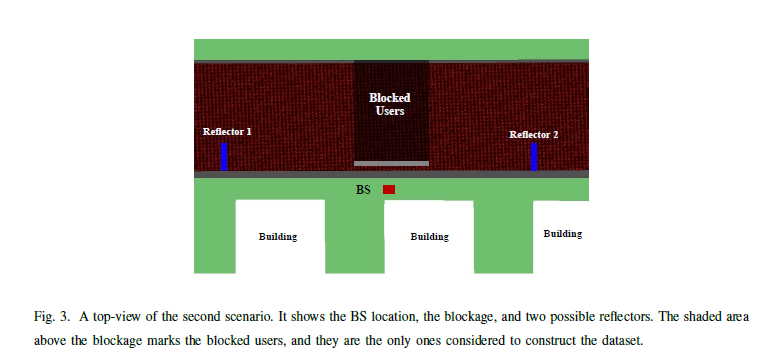 Blocked
Users
Reflector 1
Reflector 2
BS
Building
Building
Building
Fig. 3. A top-view of the second scenario. It shows the BS location, the blockage, and two possible reflectors. The shaded area
above the blockage marks the blocked users, and they are the only ones considered to construct the dataset.